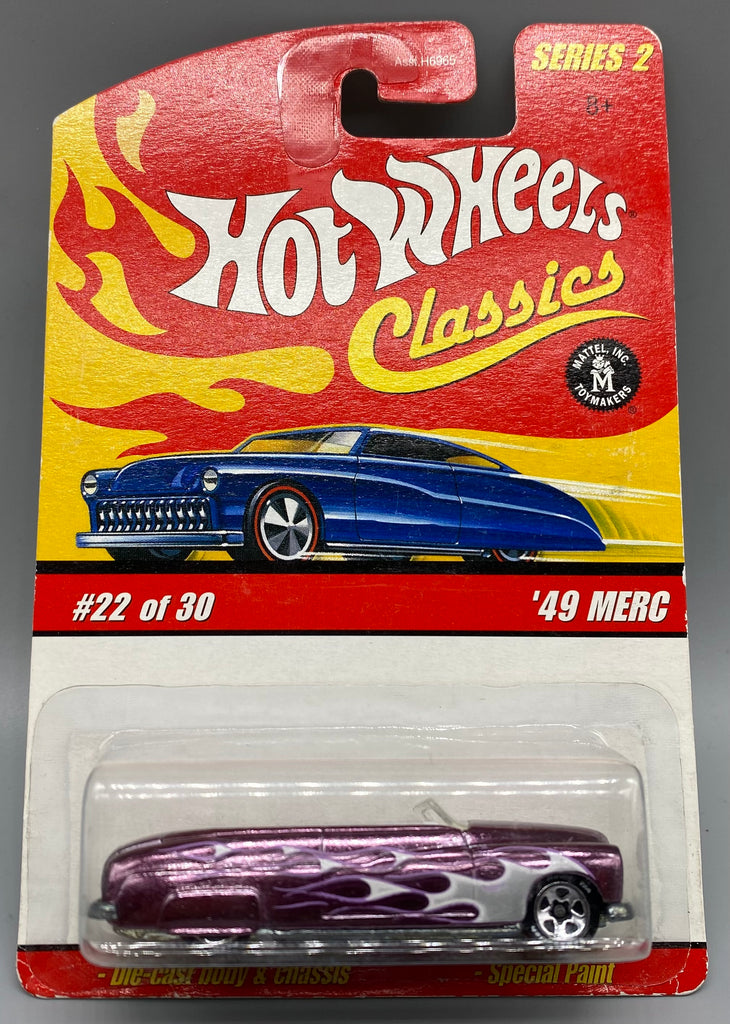 Asst. H6965
SERIES 2
8+
HOT WHEELS®
Classics
MATTEL, INC.
M
TOYMAKERS
®
#22 of 30
'49 MERC
- Die-Cast Body & Chassis
- Special Paint